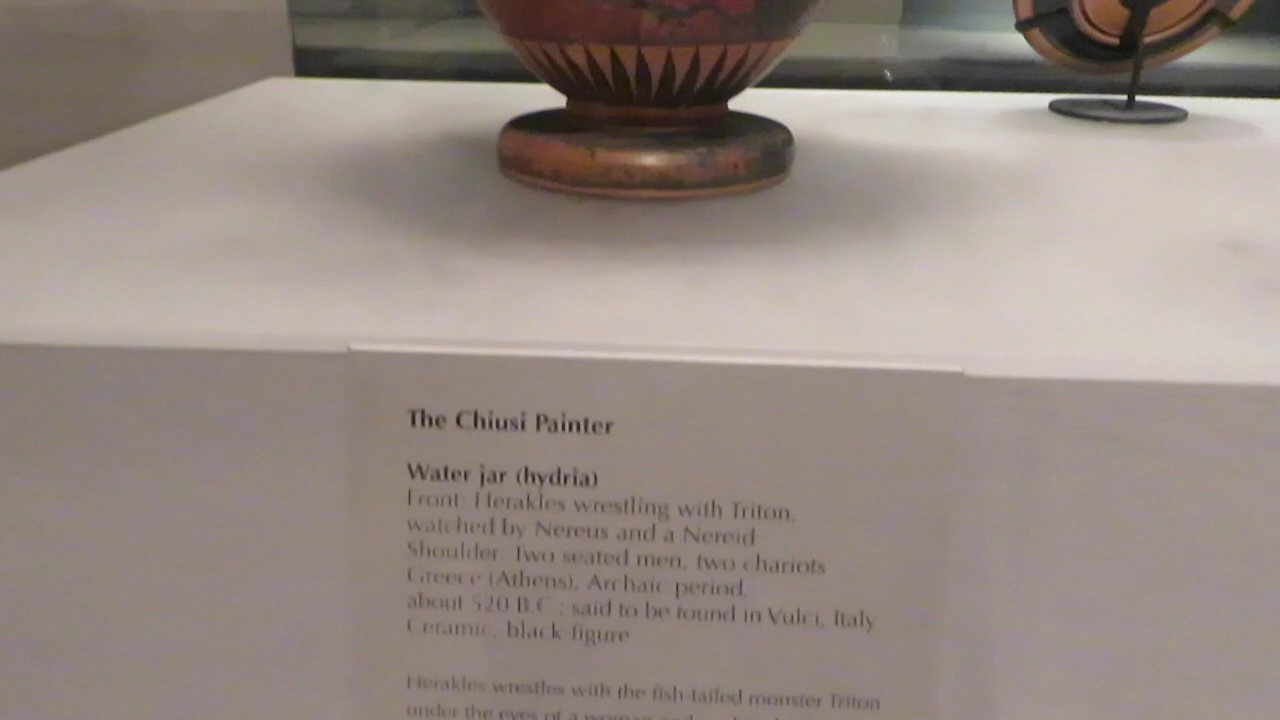 The Chiusi Painter
Water jar (hydria)
Front: Herakles wrestling with Triton,
watched by Nereus and a Nereid
Shoulder: Two seated men, two chariots
Greece (Athens), Archaic period,
about 520 B.C.; said to be found in Vulci, Italy
Ceramic, black-figure
Herakles wrestles with the fish-tailed monster Triton
under the eyes of a woman